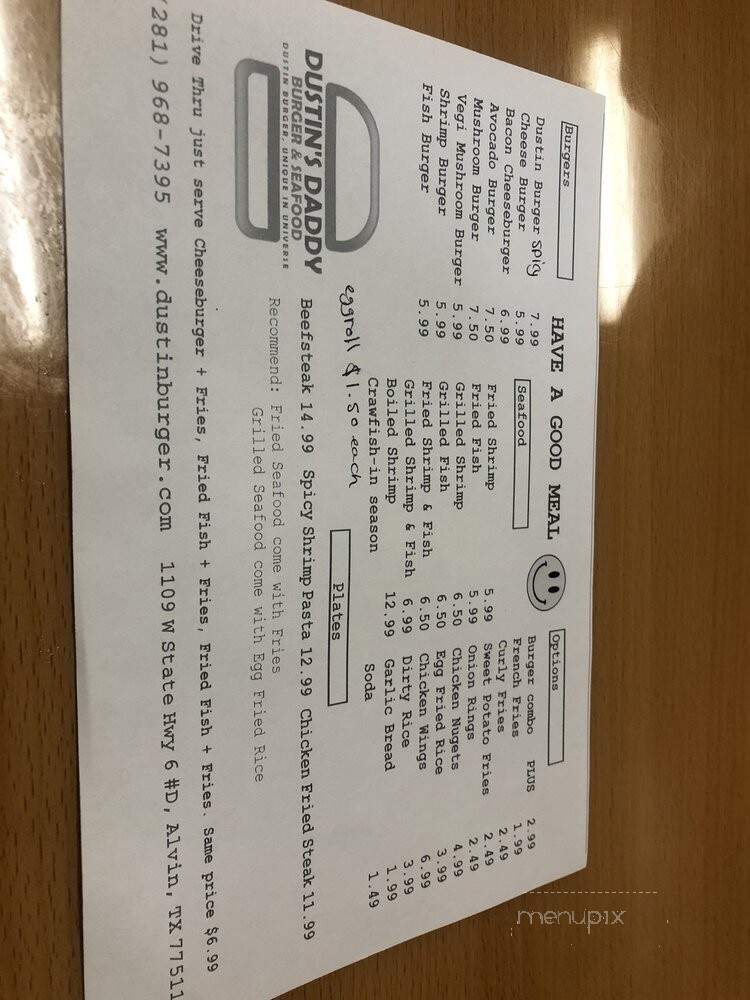 HAVE A GOOD MEAL
Burgers
Dustin Burger spicy 7.99
Cheese Burger 5.99
Bacon Cheeseburger 6.99
Avocado Burger 7.50
Mushroom Burger 7.50
Vegi Mushroom Burger 5.99
Shrimp Burger 5.99
Fish Burger 5.99
Seafood
Fried Shrimp 5.99
Fried Fish 5.99
Grilled Shrimp 6.50
Grilled Fish 6.50
Fried Shrimp & Fish 6.50
Grilled Shrimp & Fish 6.99
Boiled Shrimp 12.99
Crawfish-in season
Options
Burger combo PLUS 2.99
French Fries 1.99
Curly Fries 2.49
Sweet Potato Fries 2.49
Onion Rings 2.49
Chicken Nugets 4.99
Egg Fried Rice 3.99
Chicken Wings 6.99
Dirty Rice 3.99
Garlic Bread 1.99
Soda 1.49
eggroll $1.50 each
DUSTIN'S DADDY
BURGER & SEAFOOD
DUSTIN BURGER, UNIQUE IN UNIVERSE
Plates
Beefsteak 14.99 Spicy Shrimp Pasta 12.99 Chicken Fried Steak 11.99
Recommend: Fried Seafood come with Fries
Grilled Seafood come with Egg Fried Rice
Drive Thru just serve Cheeseburger + Fries, Fried Fish + Fries, Fried Fish + Fries. Same price $6.99
(281) 968-7395 www.dustinburger.com 1109 W State Hwy 6 #D, Alvin, TX 77511
menupix